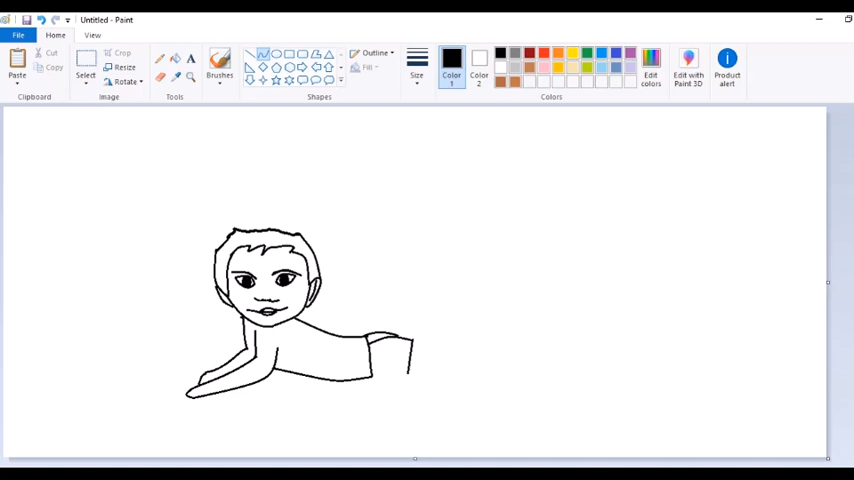 Untitled - Paint
File Home View
Paste
Cut
Copy
Clipboard
Select
Crop
Resize
Rotate
Image
A
Tools
Brushes
Outline
Fill
Shapes
Size
Color
1
Color
2
Edit
colors
Colors
Edit with
Paint 3D
Product
alert